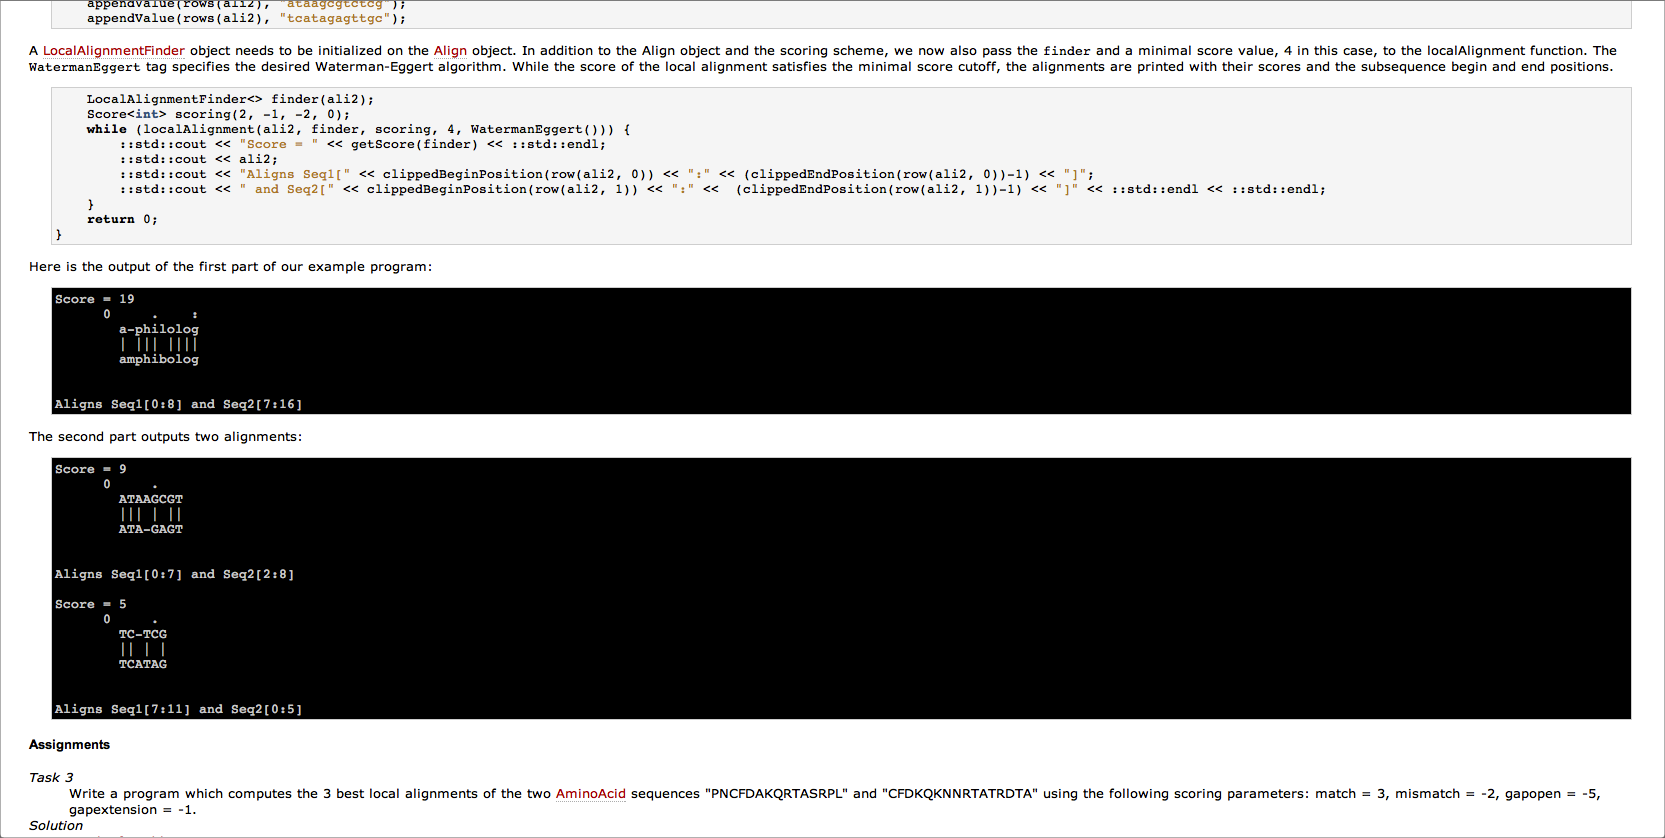 appendValue(rows(ali2), "ataagcgtctcg");
appendValue(rows(ali2), "tcatagagttgc");
A LocalAlignmentFinder object needs to be initialized on the Align object. In addition to the Align object and the scoring scheme, we now also pass the finder and a minimal score value, 4 in this case, to the localAlignment function. The
WatermanEggert tag specifies the desired Waterman-Eggert algorithm. While the score of the local alignment satisfies the minimal score cutoff, the alignments are printed with their scores and the subsequence begin and end positions.
LocalAlignmentFinder<> finder(ali2);
Score<int> scoring(2, -1, -2, 0);
while (localAlignment(ali2, finder, scoring, 4, WatermanEggert())) {
::std::cout << "Score = " << getScore(finder) << ::std::endl;
::std::cout << ali2;
::std::cout << "Aligns Seq1[" << clippedBeginPosition(row(ali2, 0)) << ":" << (clippedEndPosition(row(ali2, 0))-1) << "]";
::std::cout << " and Seq2[" << clippedBeginPosition(row(ali2, 1)) << ":" <<  (clippedEndPosition(row(ali2, 1))-1) << "]" << ::std::endl << ::std::endl;
}
return 0;
}
Here is the output of the first part of our example program:
Score = 19
0     .    :
a-philolog
| ||| ||||
amphibolog
Aligns Seq1[0:8] and Seq2[7:16]
The second part outputs two alignments:
Score = 9
0     .
ATAAGCGT
||| | ||
ATA-GAGT
Aligns Seq1[0:7] and Seq2[2:8]
Score = 5
0     .
TC-TCG
|| | |
TCATAG
Aligns Seq1[7:11] and Seq2[0:5]
Assignments
Task 3
Write a program which computes the 3 best local alignments of the two AminoAcid sequences "PNCFDAKQRTASRPL" and "CFDKQKNNRTATRDTA" using the following scoring parameters: match = 3, mismatch = -2, gapopen = -5,
gapextension = -1.
Solution